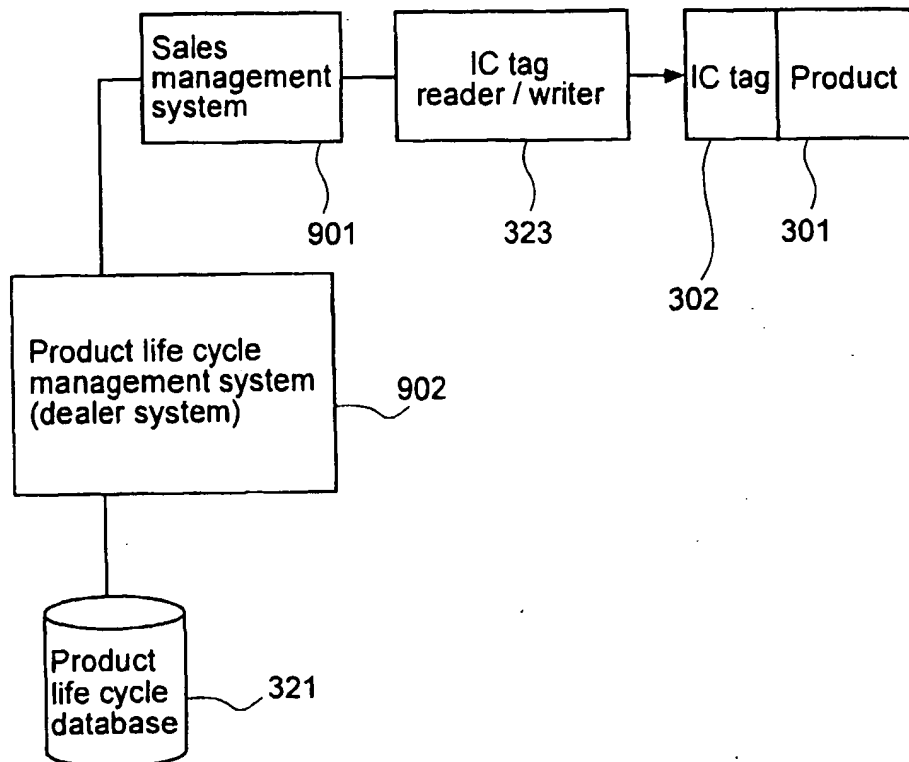 Sales
management
system
IC tag
reader / writer
IC tag
Product
901
323
302
301
Product life cycle
management system
(dealer system)
902
Product
life cycle
database
321